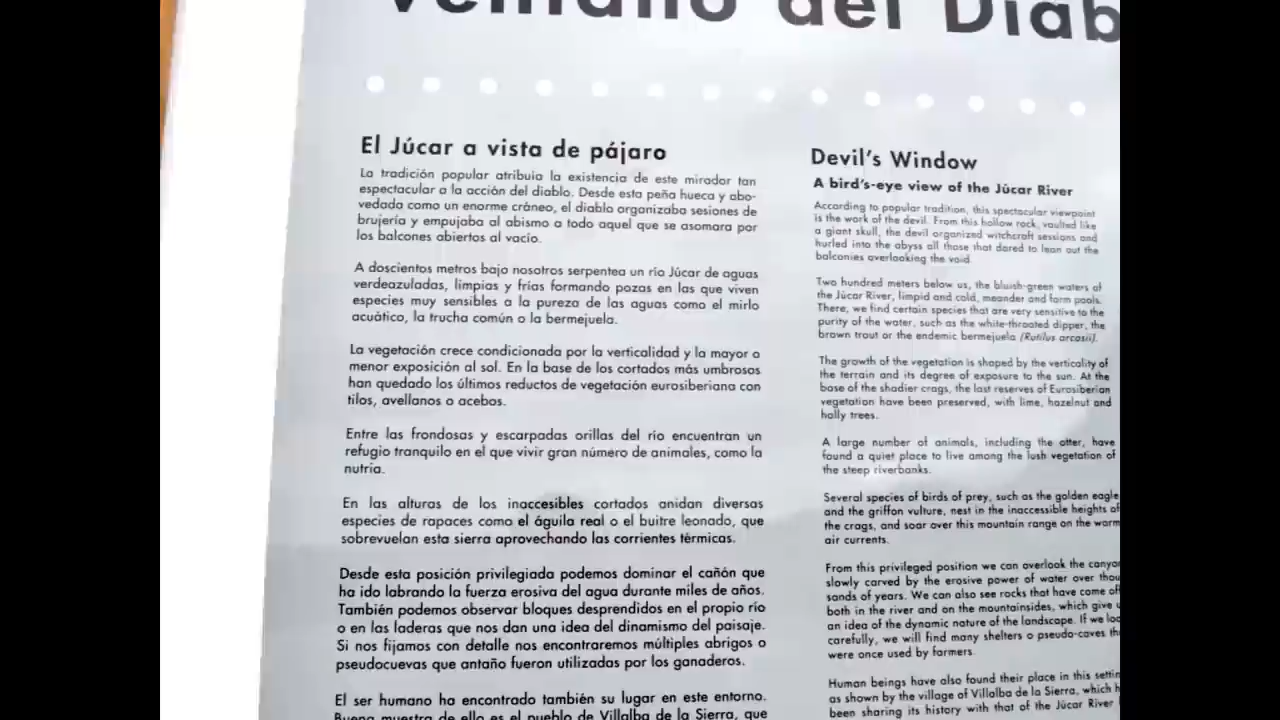 Ventano del Diab
El Júcar a vista de pájaro
La tradición popular atribuía la existencia de este mirador tan
espectacular a la acción del diablo. Desde esta peña hueca y abo-
vedada como un enorme cráneo, el diablo organizaba sesiones de
brujería y empujaba al abismo a todo aquel que se asomara por
los balcones abiertos al vacío.
A doscientos metros bajo nosotros serpentea un río Júcar de aguas
verdeazuladas, limpias y frías formando pozas en las que viven
especies muy sensibles a la pureza de las aguas como el mirlo
acuático, la trucha común o la bermejuela.
La vegetación crece condicionada por la verticalidad y la mayor o
menor exposición al sol. En la base de los cortados más umbrosos
han quedado los últimos reductos de vegetación eurosiberiana con
tilos, avellanos o acebos.
Entre las frondosas y escarpadas orillas del río encuentran un
refugio tranquilo en el que vivir gran número de animales, como la
nutria.
En las alturas de los inaccesibles cortados anidan diversas
especies de rapaces como el águila real o el buitre leonado, que
sobrevuelan esta sierra aprovechando las corrientes térmicas.
Desde esta posición privilegiada podemos dominar el cañón que
ha ido labrando la fuerza erosiva del agua durante miles de años.
También podemos observar bloques desprendidos en el propio río
o en las laderas que nos dan una idea del dinamismo del paisaje.
Si nos fijamos con detalle nos encontraremos múltiples abrigos o
pseudocuevas que antaño fueron utilizadas por los ganaderos.
El ser humano ha encontrado también su lugar en este entorno.
Buena muestra de ello es el pueblo de Villalba de la Sierra, que
Devil's Window
A bird's-eye view of the Júcar River
According to popular tradition, this spectacular viewpoint
is the work of the devil. From this hollow rock, vaulted like
a giant skull, the devil organized witchcraft sessions and
hurled into the abyss all those that dared to lean out the
balconies overlooking the void.
Two hundred meters below us, the bluish-green waters of
the Júcar River, limpid and cold, meander and form pools.
There, we find certain species that are very sensitive to the
purity of the water, such as the white-throated dipper, the
brown trout or the endemic bermejuela (Rutilus arcasii).
The growth of the vegetation is shaped by the verticality of
the terrain and its degree of exposure to the sun. At the
base of the shadier crags, the last reserves of Eurosiberian
vegetation have been preserved, with lime, hazelnut and
holly trees.
A large number of animals, including the otter, have
found a quiet place to live among the lush vegetation of
the steep riverbanks.
Several species of birds of prey, such as the golden eagle
and the griffon vulture, nest in the inaccessible heights of
the crags, and soar over this mountain range on the warm
air currents.
From this privileged position we can overlook the canyon
slowly carved by the erosive power of water over thou
sands of years. We can also see rocks that have come off
both in the river and on the mountainsides, which give u
an idea of the dynamic nature of the landscape. If we loo
carefully, we will find many shelters o pseudo-caves th
were once used by farmers.
Human beings have also found their place in this settin
as shown by the village of Villalba de la Sierra, which h
been sharing its history with that of the Júcar River